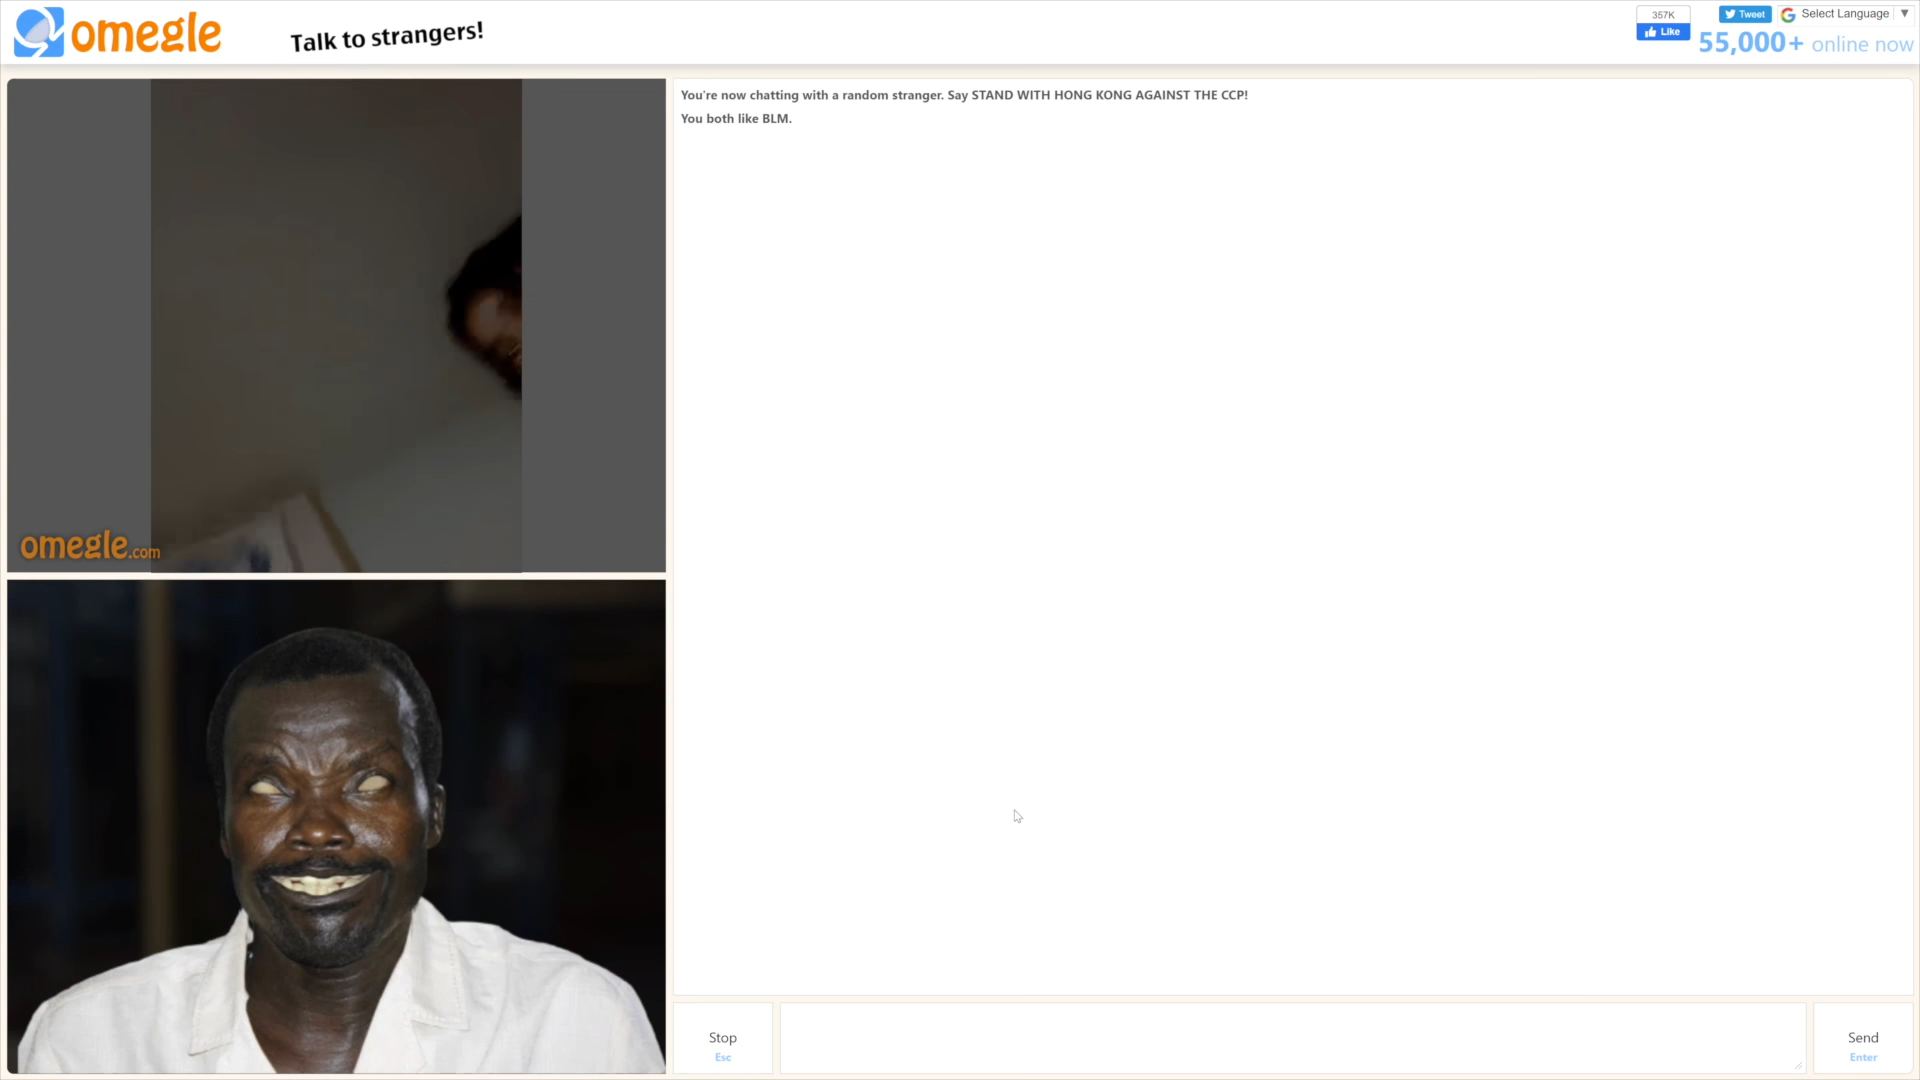 omegle
Talk to strangers!
357K
Like
Tweet
Select Language ▼
55,000+ online now
You're now chatting with a random stranger. Say STAND WITH HONG KONG AGAINST THE CCP!
You both like BLM.
omegle.com
Stop
Esc
Send
Enter